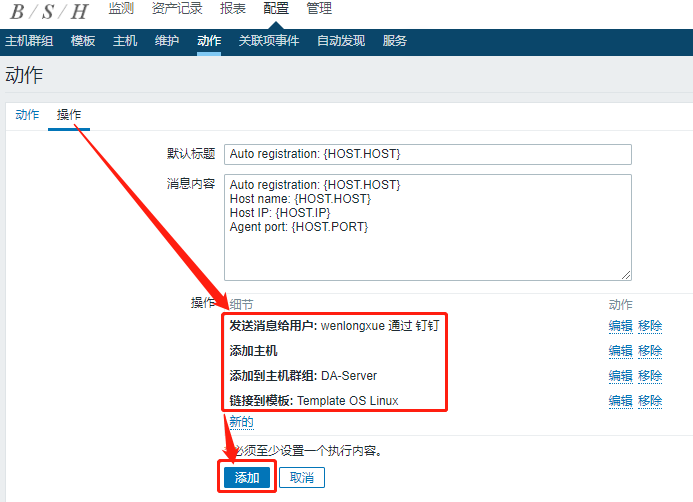 B / S / H 监测 资产记录 报表 配置 管理
主机群组 模板 主机 维护 动作 关联项事件 自动发现 服务
动作
动作 操作
默认标题 Auto registration: {HOST.HOST}
消息内容 Auto registration: {HOST.HOST}
Host name: {HOST.HOST}
Host IP: {HOST.IP}
Agent port: {HOST.PORT}
操作 细节 动作
发送消息给用户: wenlongxue 通过 钉钉 编辑 移除
添加主机 编辑 移除
添加到主机群组: DA-Server 编辑 移除
链接到模板: Template OS Linux 编辑 移除
新的
必须至少设置一个执行内容。
添加 取消